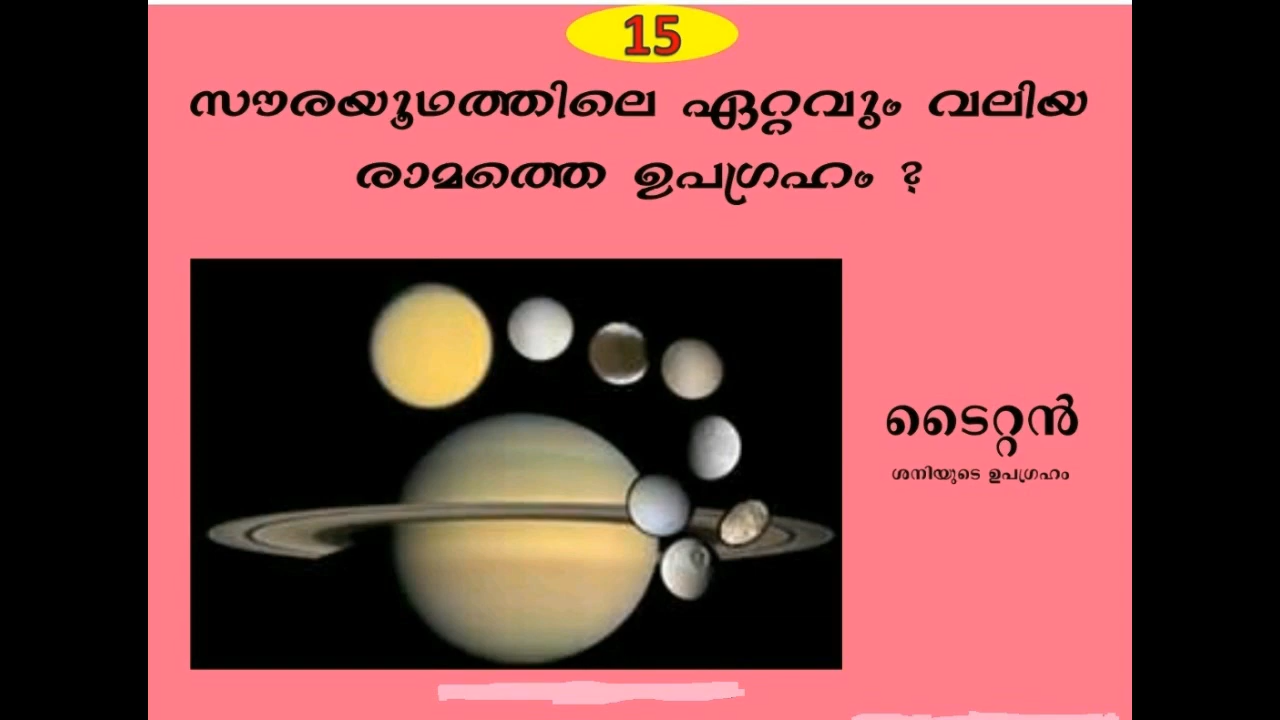 15
സൗരയൂഥത്തിലെ ഏറ്റവും വലിയ
രാമത്തെ ഉപഗ്രഹം ?
ടൈറ്റൻ
ശനിയുടെ ഉപഗ്രഹം